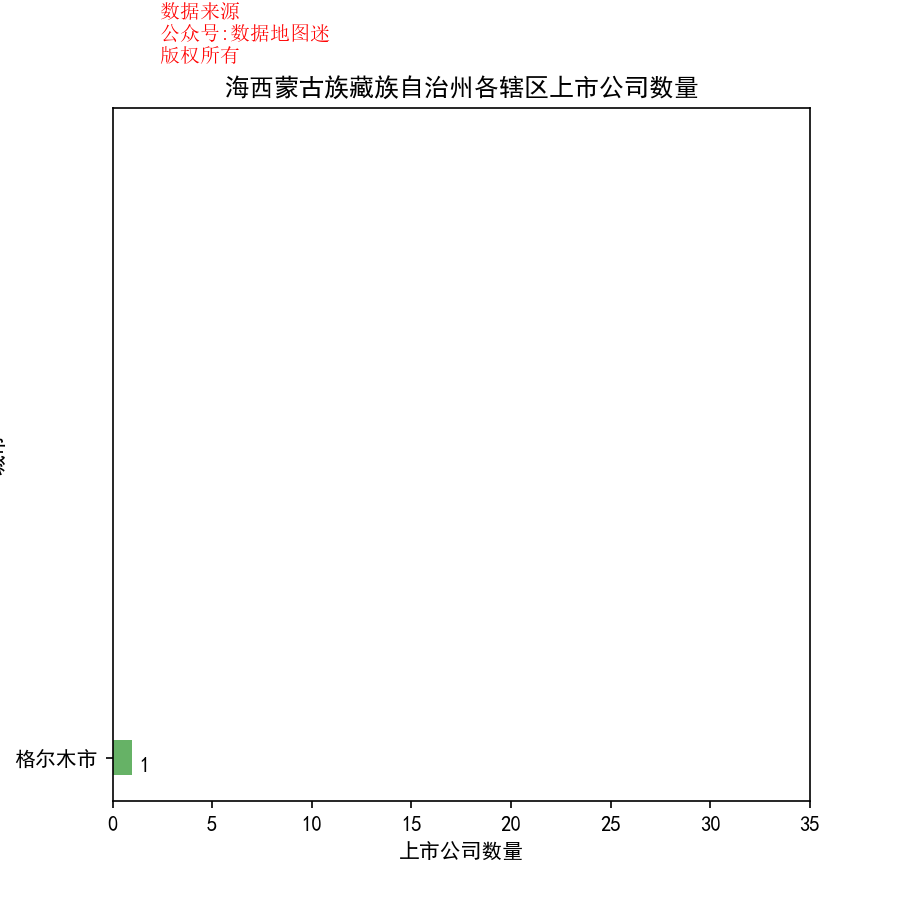 数据来源
公众号:数据地图迷
版权所有
海西蒙古族藏族自治州各辖区上市公司数量
格尔木市
1
0 5 10 15 20 25 30 35
上市公司数量